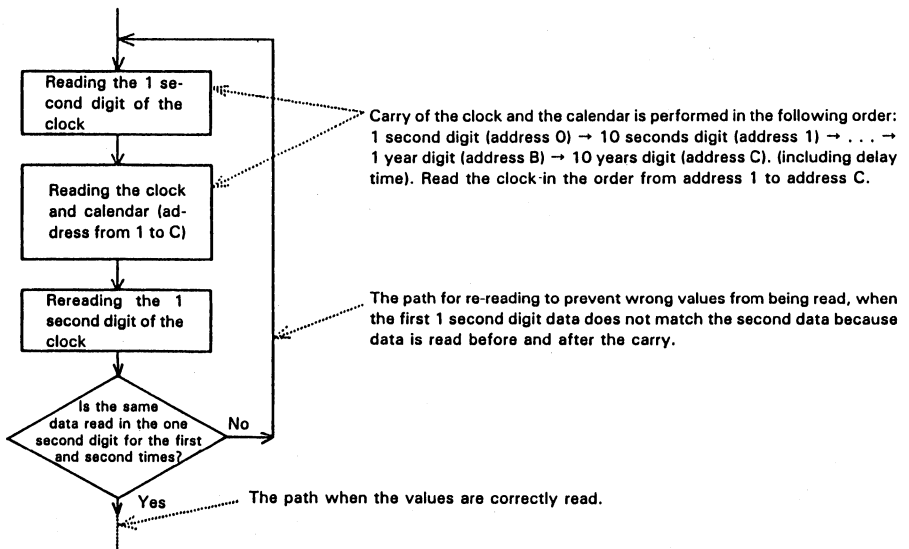 Reading the 1 se-
cond digit of the
clock
Carry of the clock and the calendar is performed in the following order:
1 second digit (address 0) → 10 seconds digit (address 1) → . . . →
1 year digit (address B) → 10 years digit (address C). (including delay
time). Read the clock in the order from address 1 to address C.
Reading the clock
and calendar (ad-
dress from 1 to C)
Rereading the 1
second digit of the
clock
The path for re-reading to prevent wrong values from being read, when
the first 1 second digit data does not match the second data because
data is read before and after the carry.
Is the same
data read in the one
second digit for the first
and second times?
No
Yes
The path when the values are correctly read.